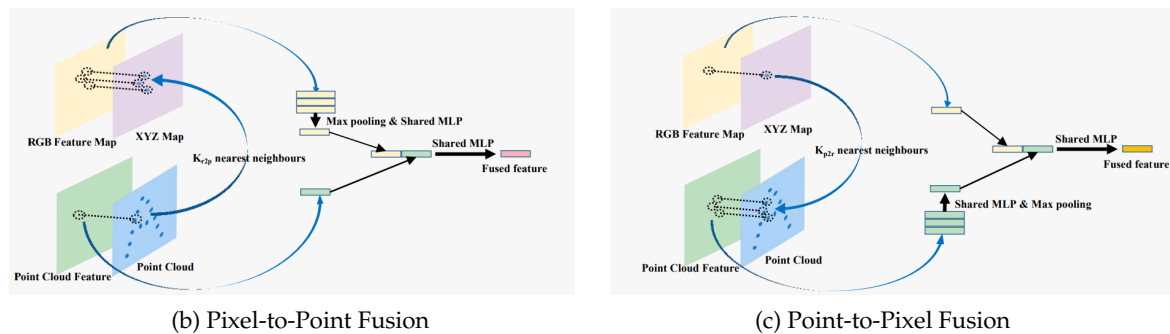 RGB Feature Map
XYZ Map
Max pooling & Shared MLP
K_r2p nearest neighbours
Shared MLP
Fused feature
Point Cloud Feature
Point Cloud
(b) Pixel-to-Point Fusion
RGB Feature Map
XYZ Map
K_p2r nearest neighbours
Shared MLP
Fused feature
Shared MLP & Max pooling
Point Cloud Feature
Point Cloud
(c) Point-to-Pixel Fusion